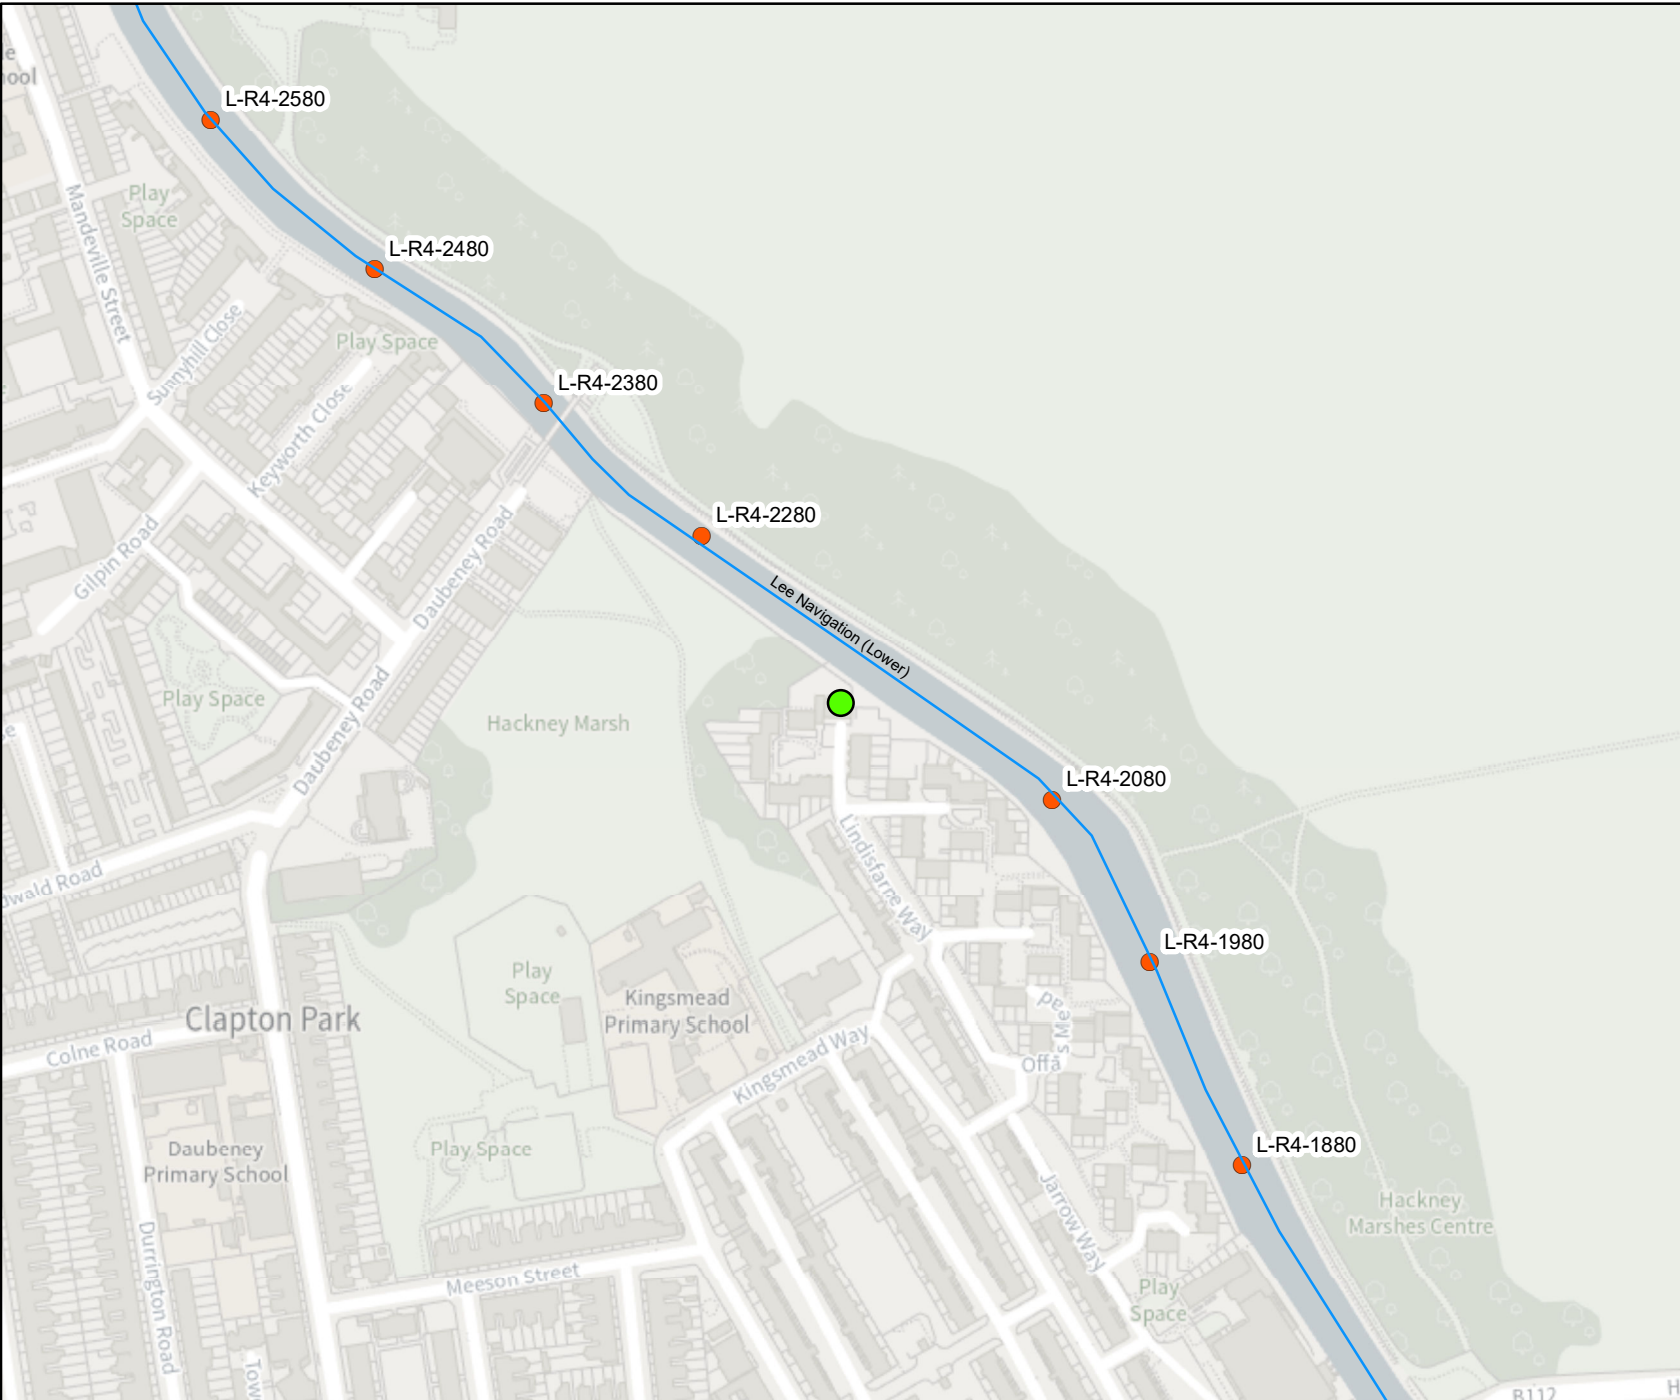 L-R4-2580
Mandeville Street
Play
Space
L-R4-2480
Sunnyhill Close
Play Space
L-R4-2380
Keyworth Close
L-R4-2280
Gilpin Road
Daubeney Road
Lee Navigation (Lower)
Play Space
Hackney Marsh
Daubeney Road
L-R4-2080
Lindisfarne Way
L-R4-1980
Play
Space
Kingsmead
Primary School
Clapton Park
Colne Road
Kingsmead Way
Offa's Mead
Daubeney
Primary School
Play Space
L-R4-1880
Hackney
Marshes Centre
Jarrow Way
Durrington Road
Meeson Street
Play
Space
B112